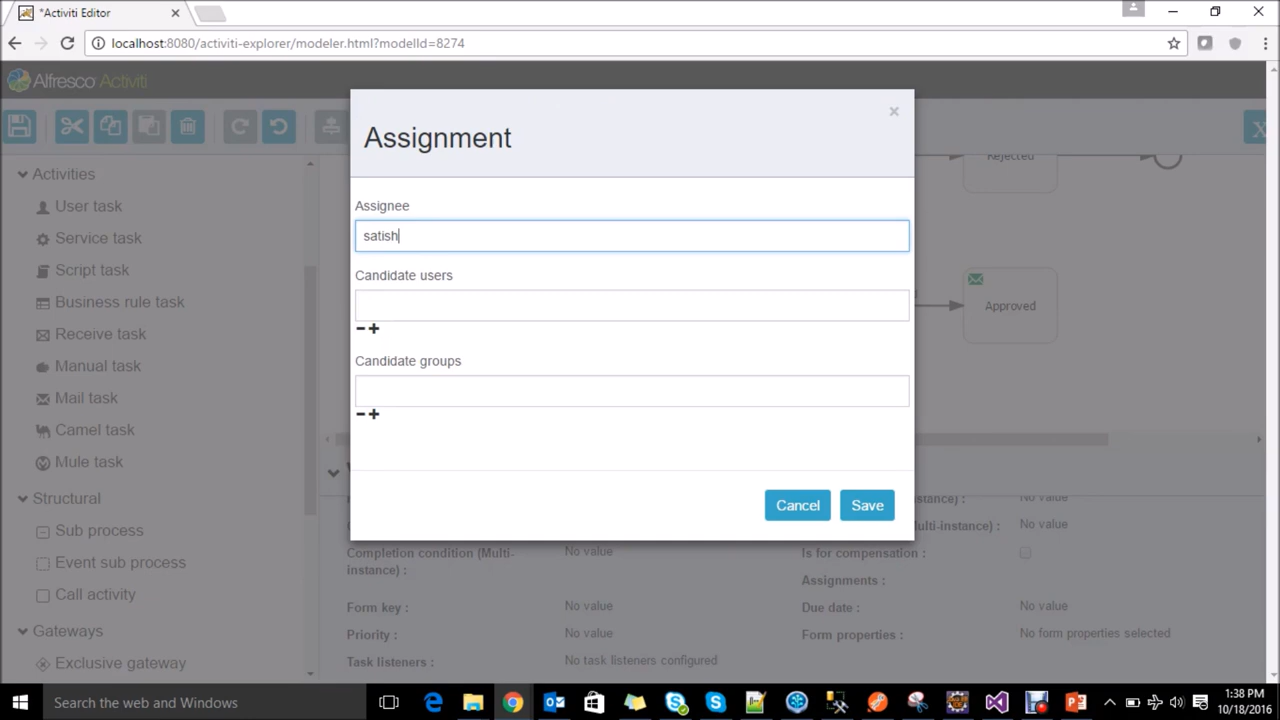 *Activiti Editor
localhost:8080/activiti-explorer/modeler.html?modelId=8274
Alfresco Activiti
X
Activities
User task
Service task
Script task
Business rule task
Receive task
Manual task
Mail task
Camel task
Mule task
Structural
Sub process
Event sub process
Call activity
Gateways
Exclusive gateway
Assignment
×
Assignee
satish
Candidate users
Candidate groups
Cancel
Save
Rejected
Approved
No value
No value
Completion condition (Multi-
instance) :
No value
Is for compensation :
Assignments :
Form key :
No value
Due date :
No value
Priority :
No value
Form properties :
No form properties selected
Task listeners :
No task listeners configured
Search the web and Windows
1:38 PM
10/18/2016